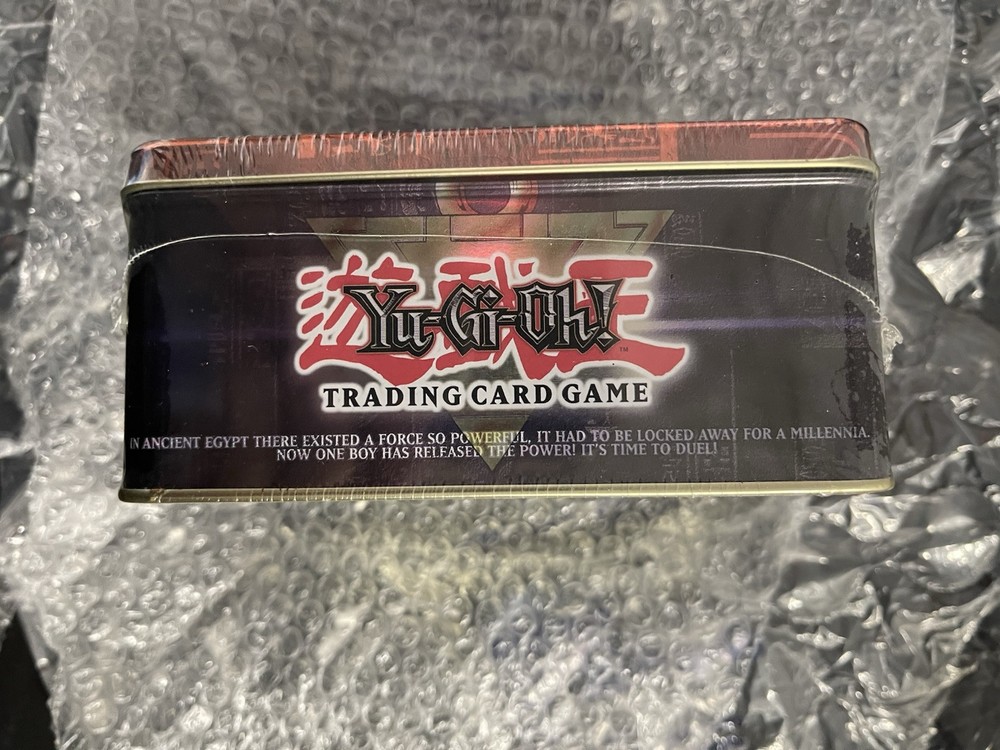 遊戯王
Yu-Gi-Oh!
™
TRADING CARD GAME
IN ANCIENT EGYPT THERE EXISTED A FORCE SO POWERFUL, IT HAD TO BE LOCKED AWAY FOR A MILLENNIA.
NOW ONE BOY HAS RELEASED THE POWER! IT'S TIME TO DUEL!